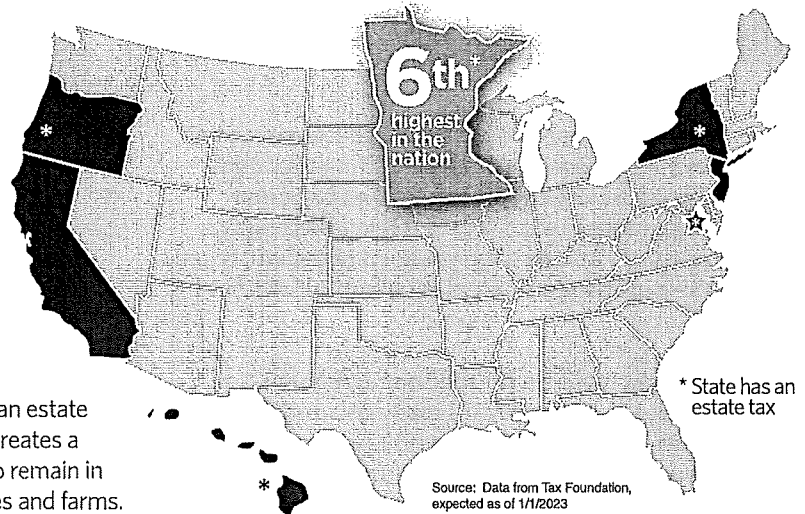 6th*
highest
in the
nation
*
*
*
* State has an
estate tax
an estate
reates a
o remain in
es and farms.
*
Source: Data from Tax Foundation,
expected as of 1/1/2023